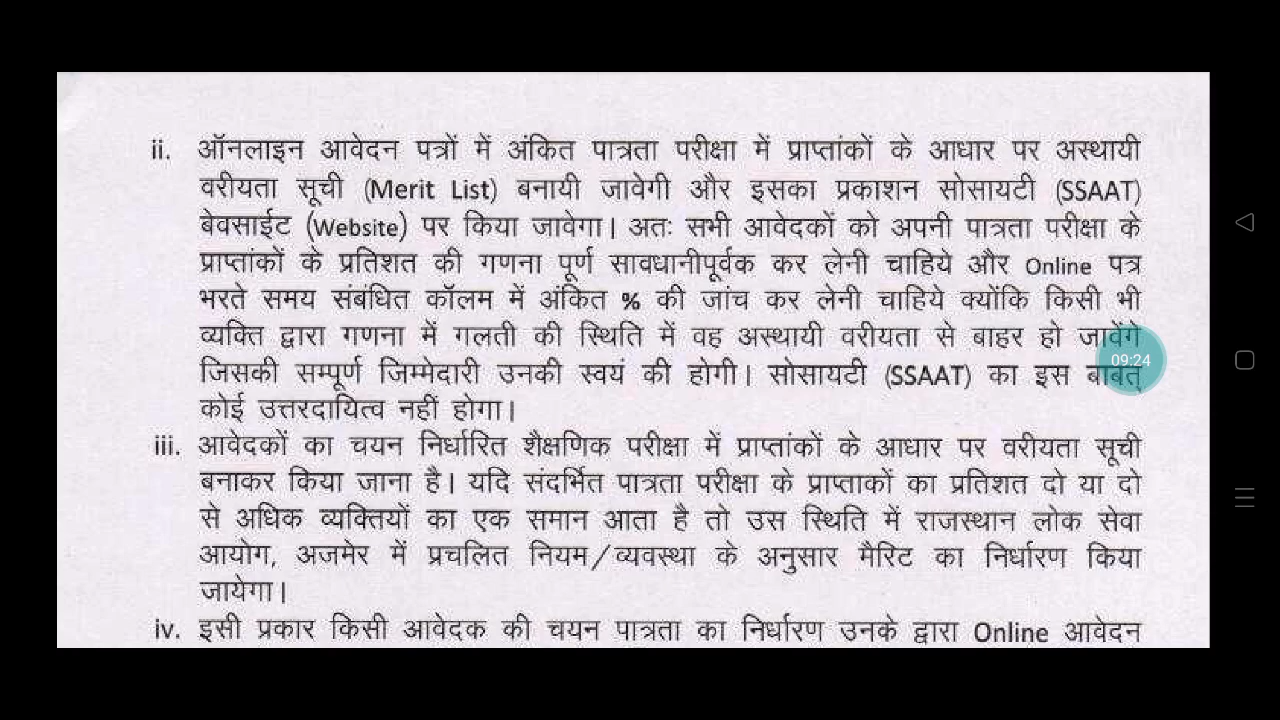 ii. ऑनलाइन आवेदन पत्रों में अंकित पात्रता परीक्षा में प्राप्तांकों के आधार पर अस्थायी
वरीयता सूची (Merit List) बनायी जावेगी और इसका प्रकाशन सोसायटी (SSAAT)
बेवसाईट (Website) पर किया जावेगा। अतः सभी आवेदकों को अपनी पात्रता परीक्षा के
प्राप्तांकों के प्रतिशत की गणना पूर्ण सावधानीपूर्वक कर लेनी चाहिये और Online पत्र
भरते समय संबंधित कॉलम में अंकित % की जांच कर लेनी चाहिये क्योंकि किसी भी
व्यक्ति द्वारा गणना में गलती की स्थिति में वह अस्थायी वरीयता से बाहर हो जावेंगे
09:24
जिसकी सम्पूर्ण जिम्मेदारी उनकी स्वयं की होगी। सोसायटी (SSAAT) का इस बाबत्
कोई उत्तरदायित्व नहीं होगा।
iii. आवेदकों का चयन निर्धारित शैक्षणिक परीक्षा में प्राप्तांकों के आधार पर वरीयता सूची
बनाकर किया जाना है। यदि संदर्भित पात्रता परीक्षा के प्राप्ताकों का प्रतिशत दो या दो
से अधिक व्यक्तियों का एक समान आता है तो उस स्थिति में राजस्थान लोक सेवा
आयोग, अजमेर में प्रचलित नियम/व्यवस्था के अनुसार मैरिट का निर्धारण किया
जायेगा।
iv. इसी प्रकार किसी आवेदक की चयन पात्रता का निर्धारण उनके द्वारा Online आवेदन